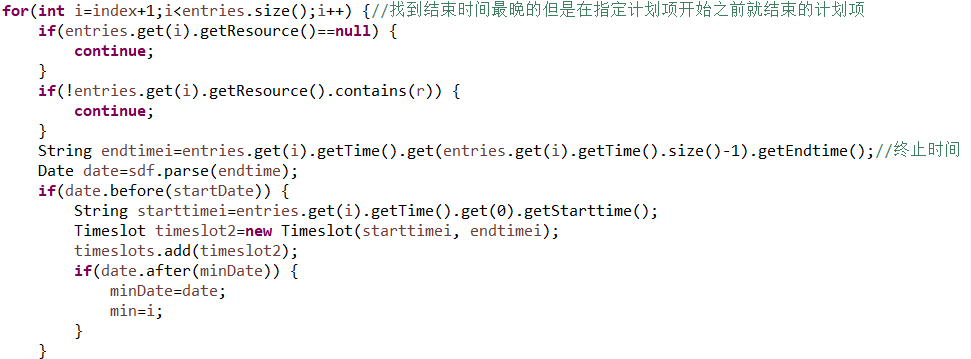 for(int i=index+1;i<entries.size();i++) {//找到结束时间最晚的但是在指定计划项开始之前就结束的计划项
    if(entries.get(i).getResource()==null) {
        continue;
    }
    if(!entries.get(i).getResource().contains(r)) {
        continue;
    }
    String endtimei=entries.get(i).getTime().get(entries.get(i).getTime().size()-1).getEndtime();//终止时间
    Date date=sdf.parse(endtime);
    if(date.before(startDate)) {
        String starttimei=entries.get(i).getTime().get(0).getStarttime();
        Timeslot timeslot2=new Timeslot(starttimei, endtimei);
        timeslots.add(timeslot2);
        if(date.after(minDate)) {
            minDate=date;
            min=i;
        }
    }